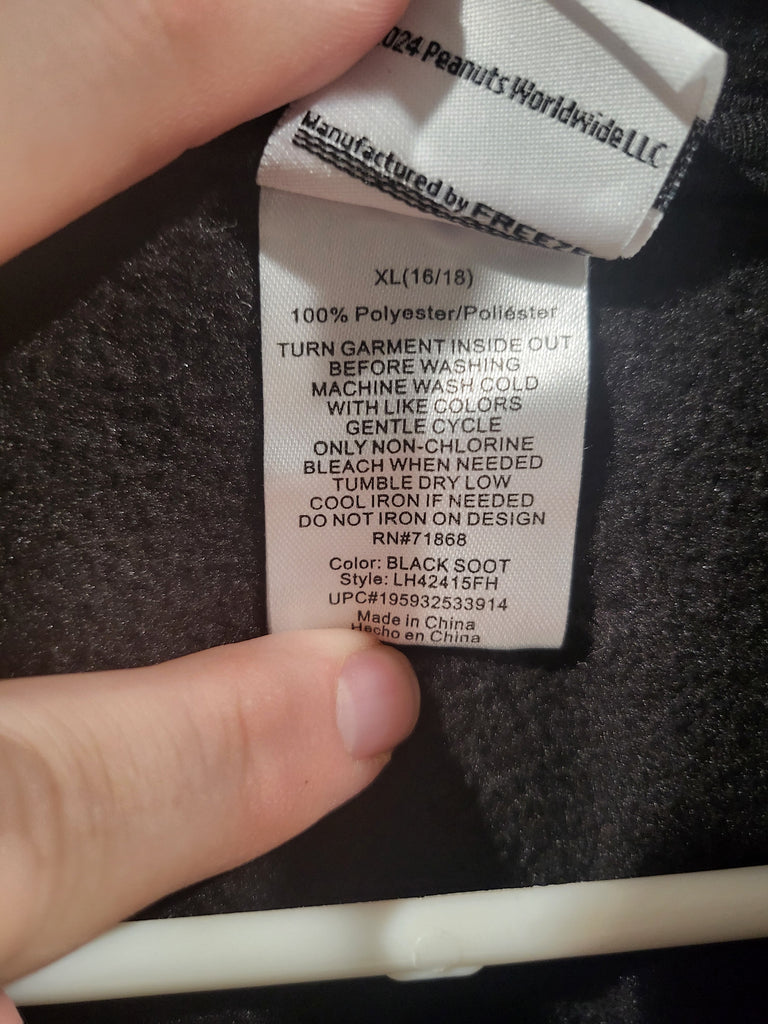 024 Peanuts Worldwide LLC
Manufactured by FREEZE
XL(16/18)
100% Polyester/Poliéster
TURN GARMENT INSIDE OUT
BEFORE WASHING
MACHINE WASH COLD
WITH LIKE COLORS
GENTLE CYCLE
ONLY NON-CHLORINE
BLEACH WHEN NEEDED
TUMBLE DRY LOW
COOL IRON IF NEEDED
DO NOT IRON ON DESIGN
RN#71868
Color: BLACK SOOT
Style: LH42415FH
UPC#195932533914
Made in China
Hecho en China